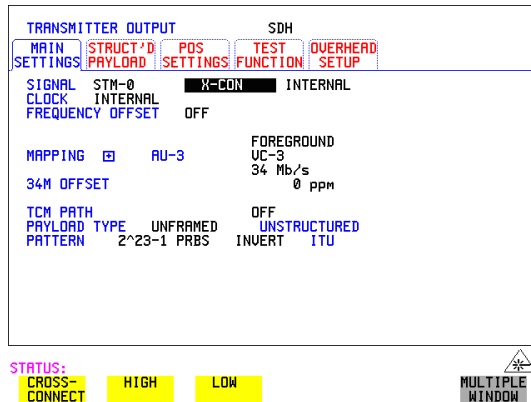 TRANSMITTER OUTPUT SDH
MAIN SETTINGS
STRUCT'D PAYLOAD
POS SETTINGS
TEST FUNCTION
OVERHEAD SETUP
SIGNAL STM-0 X-CON INTERNAL
CLOCK INTERNAL
FREQUENCY OFFSET OFF
FOREGROUND
MAPPING + AU-3 VC-3
34 Mb/s
34M OFFSET 0 ppm
TCM PATH OFF
PAYLOAD TYPE UNFRAMED UNSTRUCTURED
PATTERN 2^23-1 PRBS INVERT ITU
STATUS:
CROSS-CONNECT
HIGH
LOW
MULTIPLE WINDOW